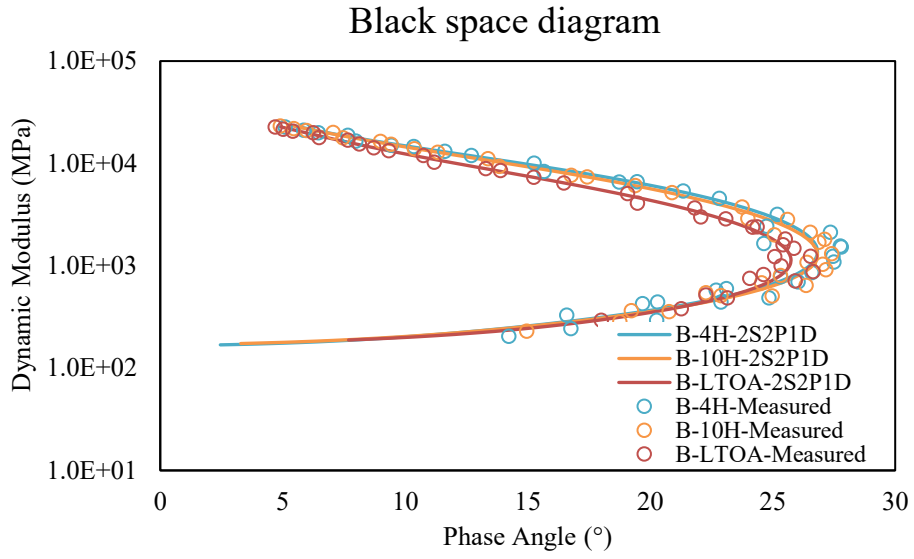 Black space diagram
Dynamic Modulus (MPa)
1.0E+05
1.0E+04
1.0E+03
1.0E+02
1.0E+01
0 5 10 15 20 25 30
Phase Angle (°)
B-4H-2S2P1D
B-10H-2S2P1D
B-LTOA-2S2P1D
B-4H-Measured
B-10H-Measured
B-LTOA-Measured